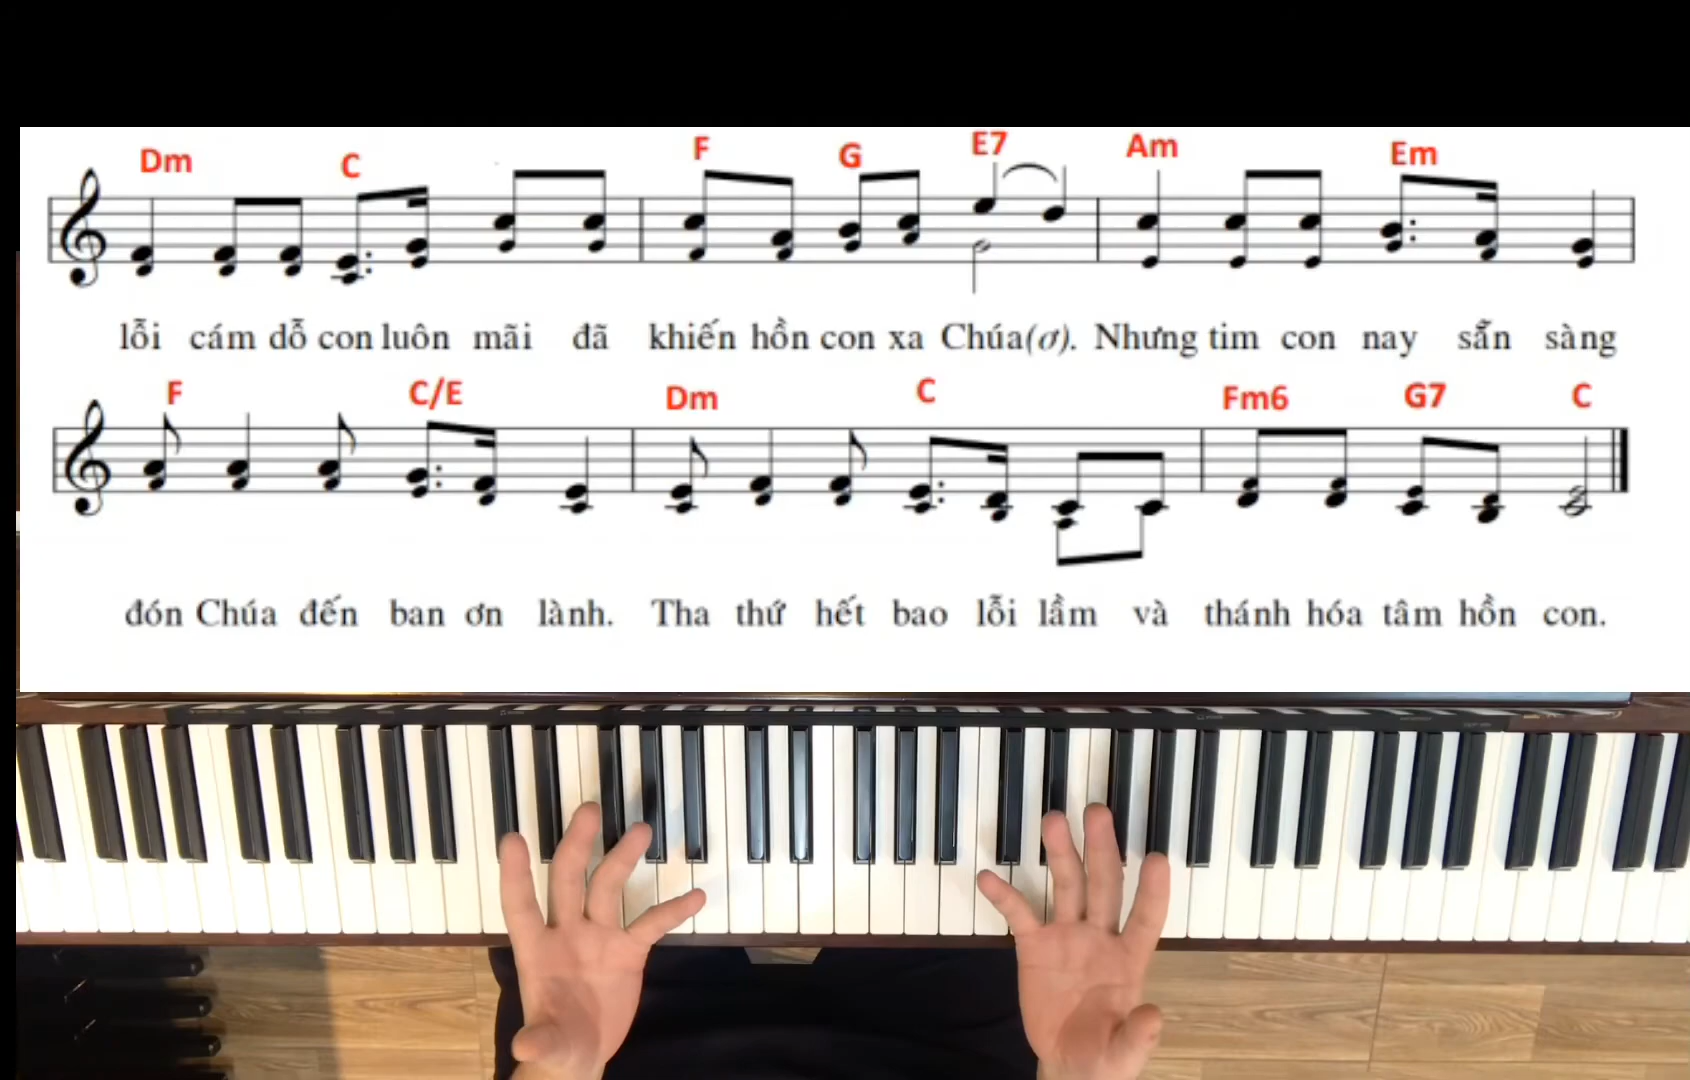 Dm C F G E7 Am Em
lỗi cám dỗ con luôn mãi đã khiến hồn con xa Chúa(ơ). Nhưng tim con nay sẵn sàng
F C/E Dm C Fm6 G7 C
đón Chúa đến ban ơn lành. Tha thứ hết bao lỗi lầm và thánh hóa tâm hồn con.